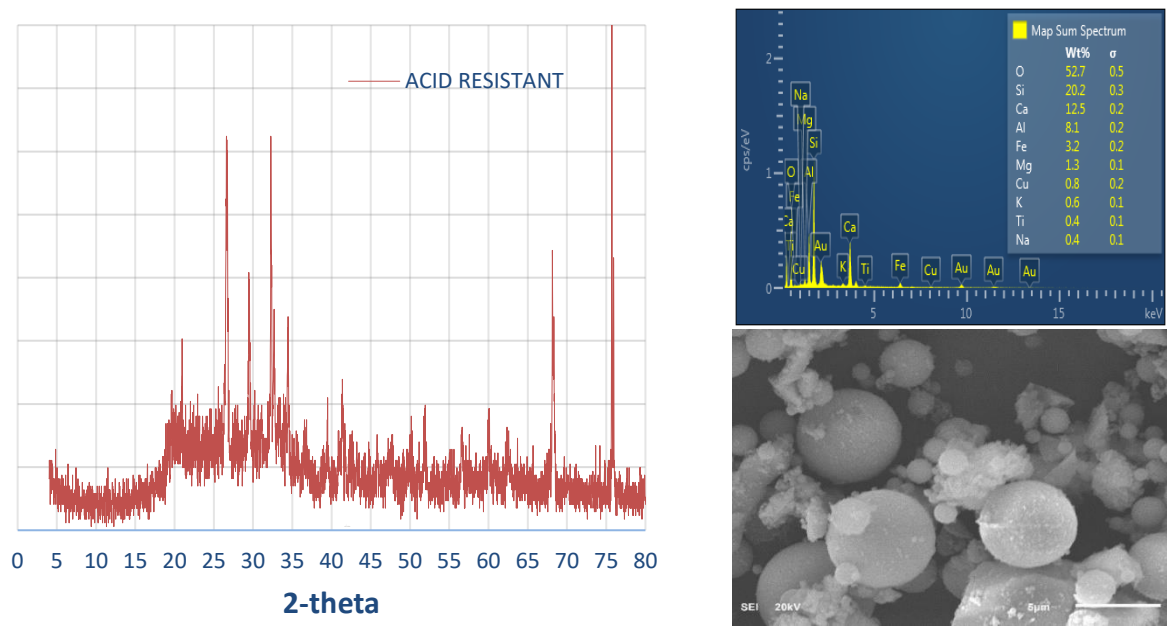 ACID RESISTANT
0 5 10 15 20 25 30 35 40 45 50 55 60 65 70 75 80
2-theta
Map Sum Spectrum
Wt% σ
O 52.7 0.5
Si 20.2 0.3
Ca 12.5 0.2
Al 8.1 0.2
Fe 3.2 0.2
Mg 1.3 0.1
Cu 0.8 0.2
K 0.6 0.1
Ti 0.4 0.1
Na 0.4 0.1
cps/eV
2
1
0
Na
Mg
Si
O Al
Fe
Ca
Ti Au Ca
Cu K Ti Fe Cu Au Au Au
5 10 15 keV
SEI 20kV 5µm